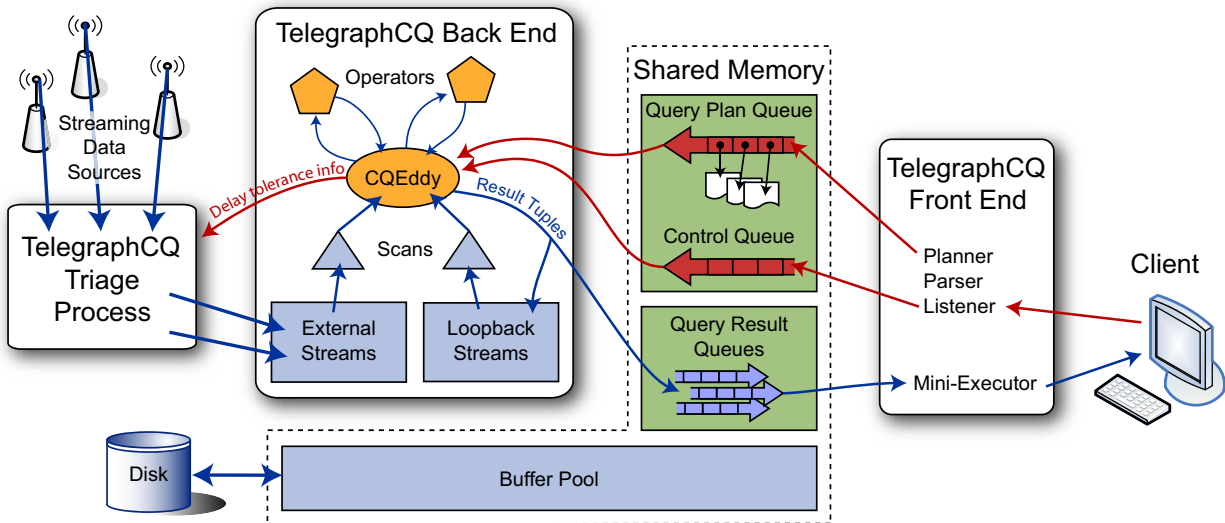 Streaming
Data
Sources
TelegraphCQ
Triage
Process
TelegraphCQ Back End
Operators
CQEddy
Delay tolerance info
Result Tuples
Scans
External
Streams
Loopback
Streams
Shared Memory
Query Plan Queue
Control Queue
Query Result
Queues
TelegraphCQ
Front End
Planner
Parser
Listener
Mini-Executor
Client
Disk
Buffer Pool